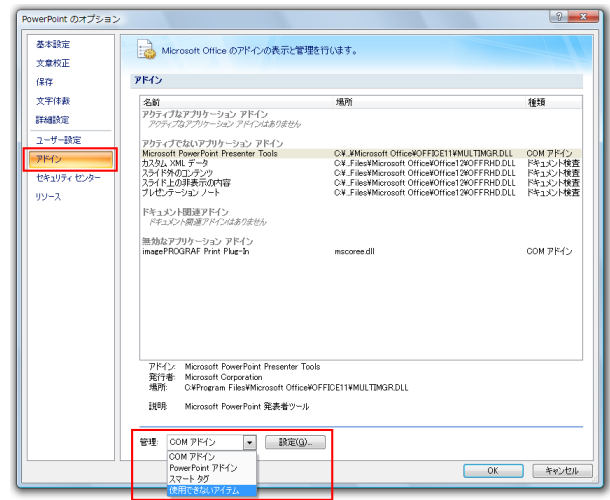 PowerPoint のオプション
基本設定
文章校正
保存
文字体裁
詳細設定
ユーザー設定
アドイン
セキュリティ センター
リソース
Microsoft Office のアドインの表示と管理を行います。
アドイン
名前 場所 種類
アクティブなアプリケーション アドイン
アクティブなアプリケーション アドインはありません
アクティブでないアプリケーション アドイン
Microsoft PowerPoint Presenter Tools C:¥..¥Microsoft Office¥OFFICE11¥MULTIMGR.DLL COM アドイン
カスタム XML データ C:¥..Files¥Microsoft Office¥Office12¥OFFRHD.DLL ドキュメント検査
スライド外のコンテンツ C:¥..Files¥Microsoft Office¥Office12¥OFFRHD.DLL ドキュメント検査
スライド上の非表示の内容 C:¥..Files¥Microsoft Office¥Office12¥OFFRHD.DLL ドキュメント検査
プレゼンテーション ノート C:¥..Files¥Microsoft Office¥Office12¥OFFRHD.DLL ドキュメント検査
ドキュメント関連アドイン
ドキュメント関連アドインはありません
無効なアプリケーション アドイン
imagePROGRAF Print Plug-In mscoree.dll COM アドイン
アドイン: Microsoft PowerPoint Presenter Tools
発行者: Microsoft Corporation
場所: C:¥Program Files¥Microsoft Office¥OFFICE11¥MULTIMGR.DLL
説明: Microsoft PowerPoint 発表者ツール
管理: COM アドイン 設定(G)...
COM アドイン
PowerPoint アドイン
スマート タグ
使用できないアイテム
OK キャンセル